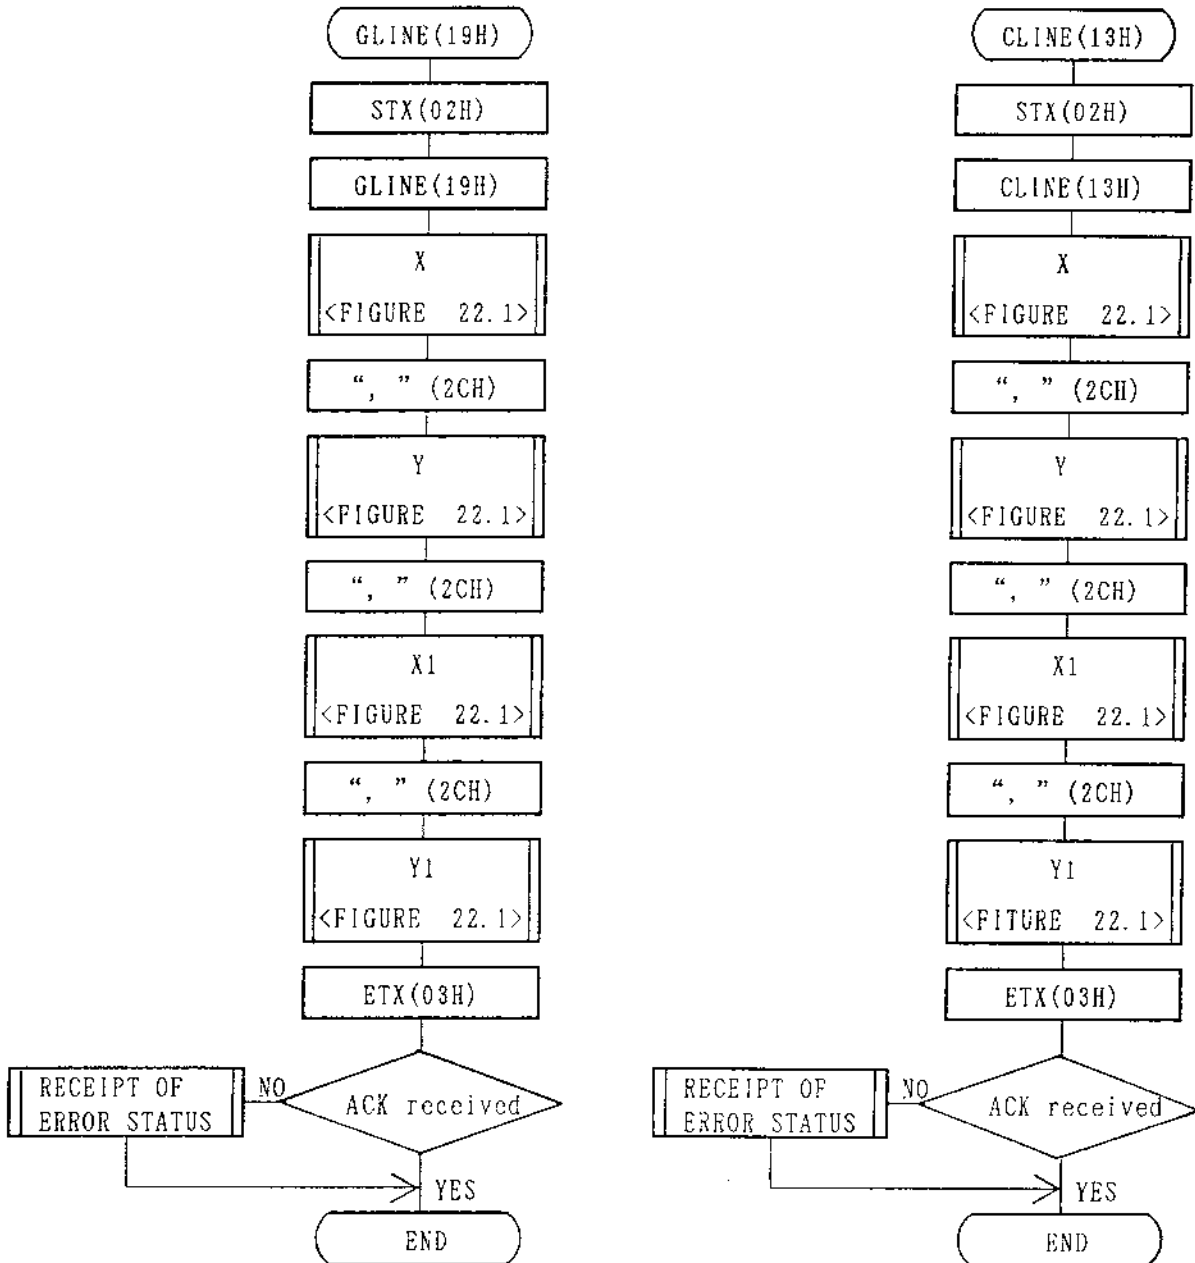 GLINE(19H)
STX(02H)
GLINE(19H)
X
<FIGURE 22.1>
“, ” (2CH)
Y
<FIGURE 22.1>
“, ” (2CH)
X1
<FIGURE 22.1>
“, ” (2CH)
Y1
<FIGURE 22.1>
ETX(03H)
ACK received
NO
RECEIPT OF
ERROR STATUS
YES
END
CLINE(13H)
STX(02H)
CLINE(13H)
X
<FIGURE 22.1>
“, ” (2CH)
Y
<FIGURE 22.1>
“, ” (2CH)
X1
<FIGURE 22.1>
“, ” (2CH)
Y1
<FITURE 22.1>
ETX(03H)
ACK received
NO
RECEIPT OF
ERROR STATUS
YES
END